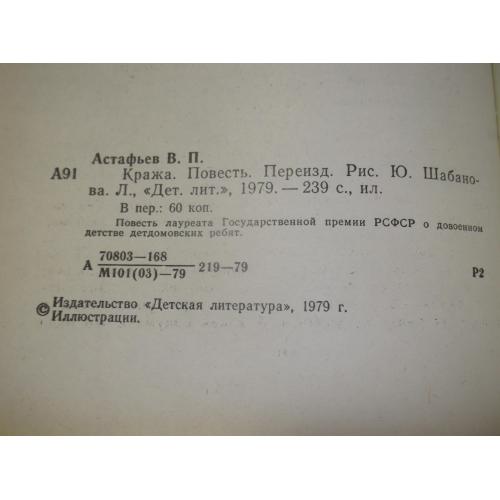 Астафьев В. П.
А91 Кража. Повесть. Переизд. Рис. Ю. Шабано-
ва. Л., «Дет. лит.», 1979. — 239 с., ил.
В пер.: 60 коп.
Повесть лауреата Государственной премии РСФСР о довоенном
детстве детдомовских ребят.
А 70803—168
М101(03)—79 219—79 Р2
© Издательство «Детская литература», 1979 г.
Иллюстрации.